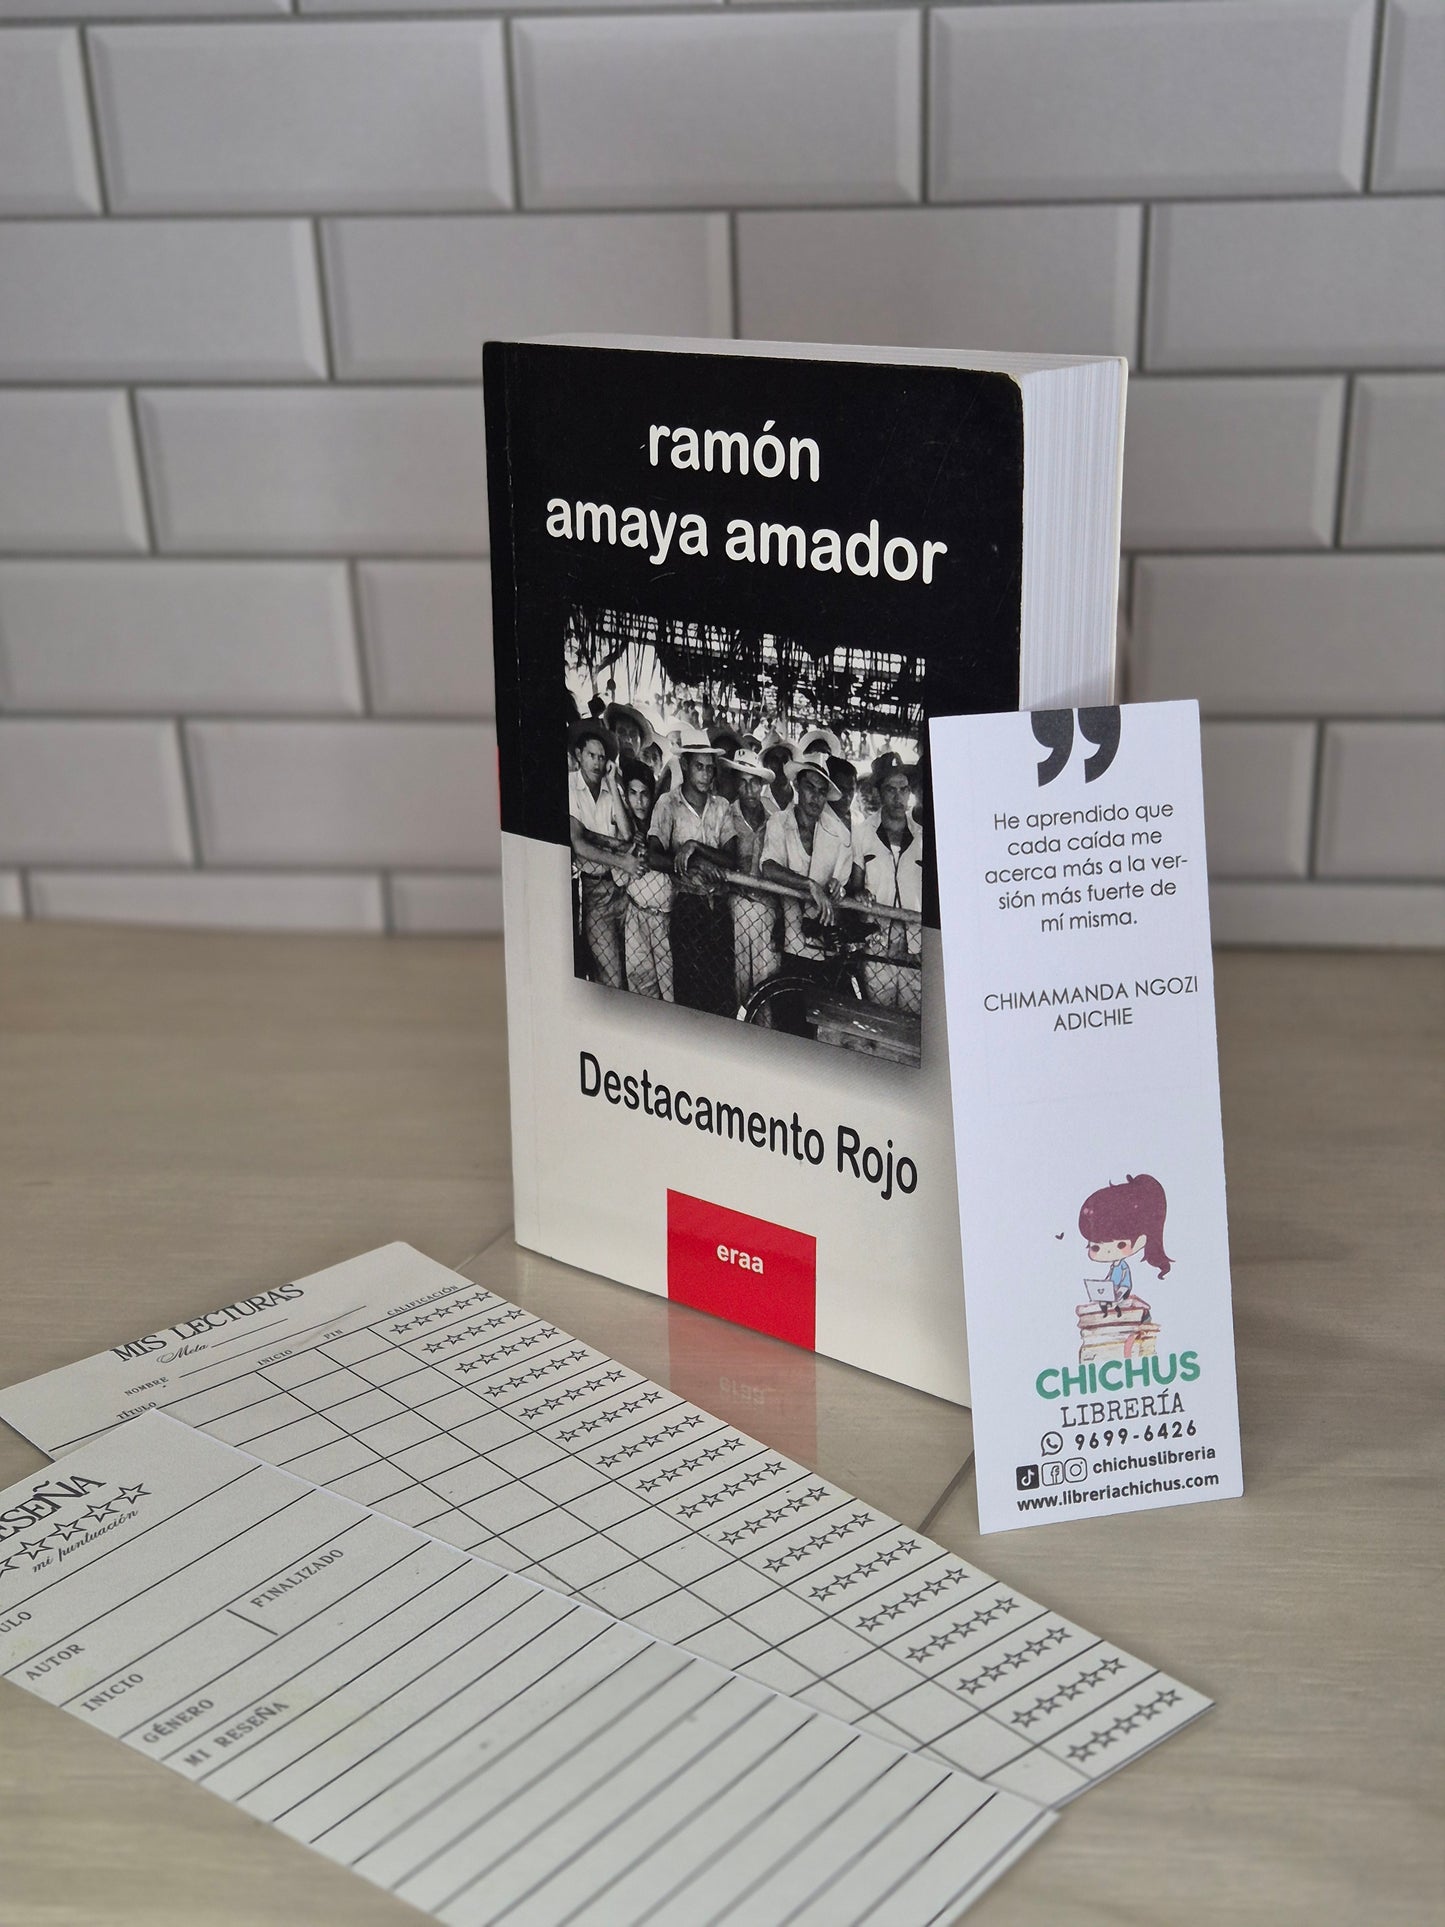 ramón
amaya amador
Destacamento Rojo
eraa
He aprendido que
cada caída me
acerca más a la ver-
sión más fuerte de
mí misma.
CHIMAMANDA NGOZI
ADICHIE
CHICHUS
LIBRERÍA
9699-6426
chichuslibreria
www.libreriachichus.com
MIS LECTURAS
Meta
NOMBRE
TÍTULO INICIO FIN CALIFICACIÓN
mi puntuación
AUTOR
INICIO FINALIZADO
GÉNERO
MI RESEÑA